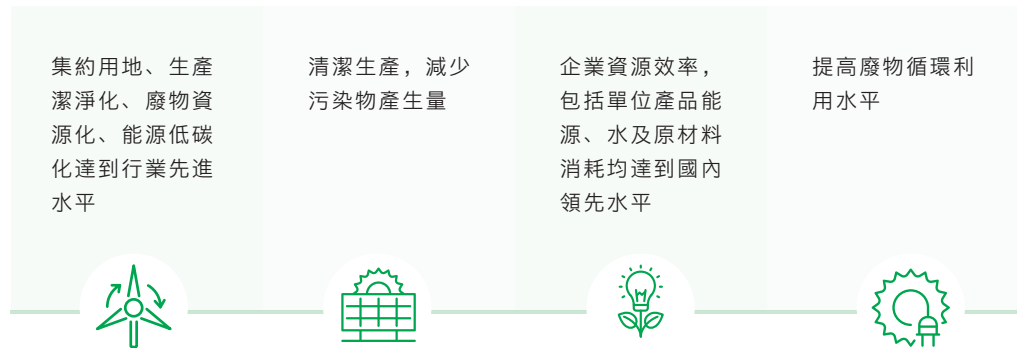 集約用地、生產
潔淨化、廢物資
源化、能源低碳
化達到行業先進
水平
清潔生產，減少
污染物產生量
企業資源效率，
包括單位產品能
源、水及原材料
消耗均達到國內
領先水平
提高廢物循環利
用水平